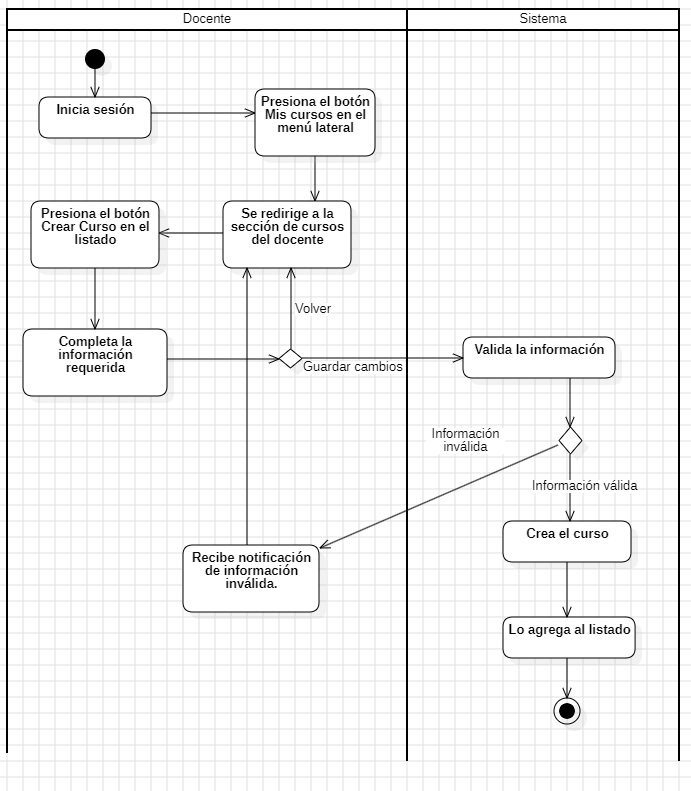 Docente
Sistema
Inicia sesión
Presiona el botón
Mis cursos en el
menú lateral
Presiona el botón
Crear Curso en el
listado
Se redirige a la
sección de cursos
del docente
Volver
Completa la
información
requerida
Guardar cambios
Valida la información
Información
inválida
Información válida
Crea el curso
Recibe notificación
de información
inválida.
Lo agrega al listado